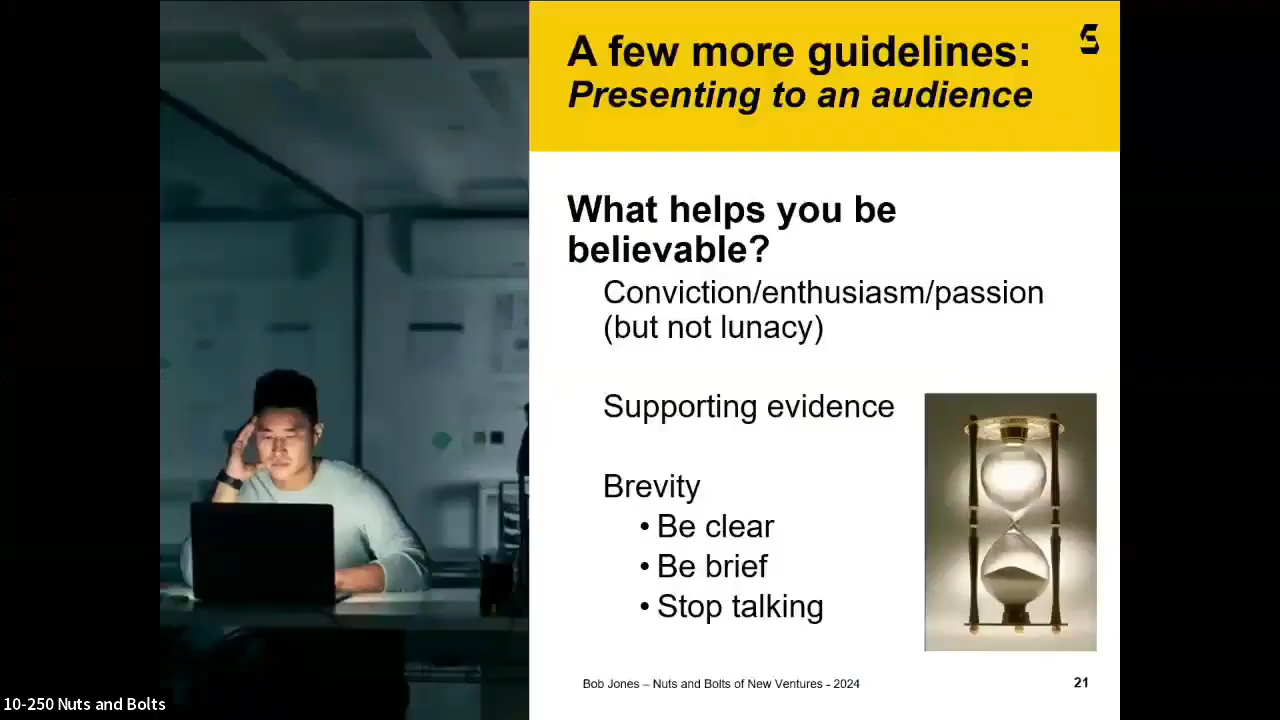 A few more guidelines:
Presenting to an audience
What helps you be
believable?
Conviction/enthusiasm/passion
(but not lunacy)
Supporting evidence
Brevity
• Be clear
• Be brief
• Stop talking
Bob Jones – Nuts and Bolts of New Ventures - 2024
21
10-250 Nuts and Bolts